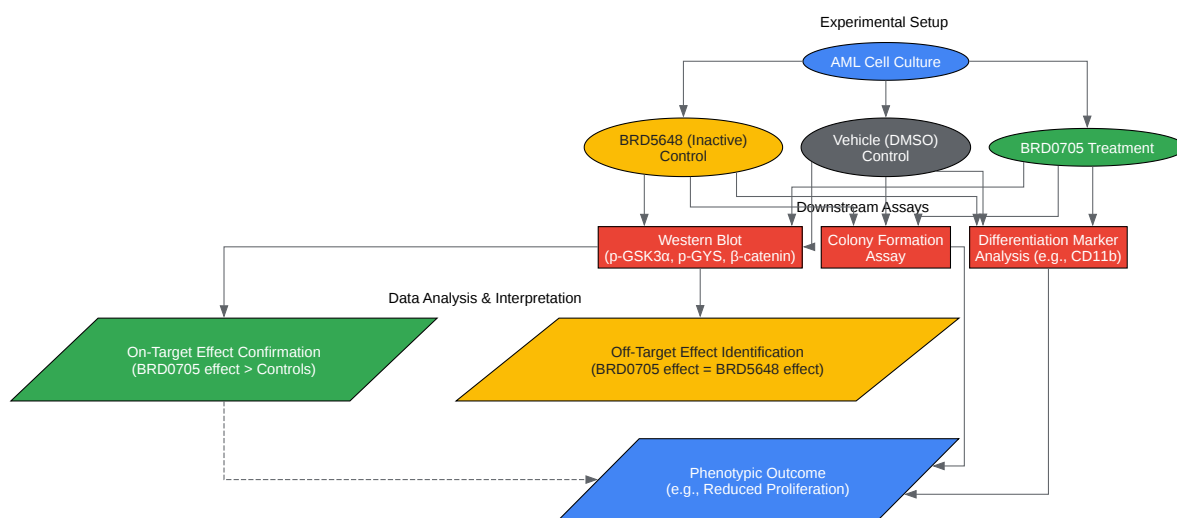 Experimental Setup
AML Cell Culture
BRD5648 (Inactive)
Control
Vehicle (DMSO)
Control
BRD0705 Treatment
Downstream Assays
Western Blot
(p-GSK3α, p-GYS, β-catenin)
Colony Formation
Assay
Differentiation Marker
Analysis (e.g., CD11b)
Data Analysis & Interpretation
On-Target Effect Confirmation
(BRD0705 effect > Controls)
Off-Target Effect Identification
(BRD0705 effect = BRD5648 effect)
Phenotypic Outcome
(e.g., Reduced Proliferation)